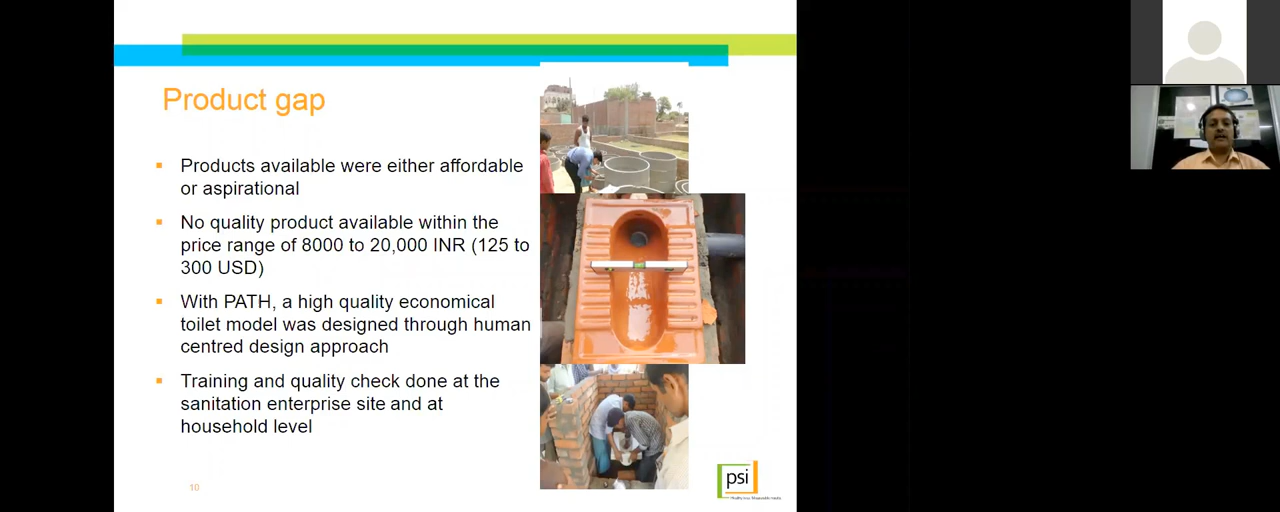 Product gap
Products available were either affordable
or aspirational
No quality product available within the
price range of 8000 to 20,000 INR (125 to
300 USD)
With PATH, a high quality economical
toilet model was designed through human
centred design approach
Training and quality check done at the
sanitation enterprise site and at
household level
10
psi